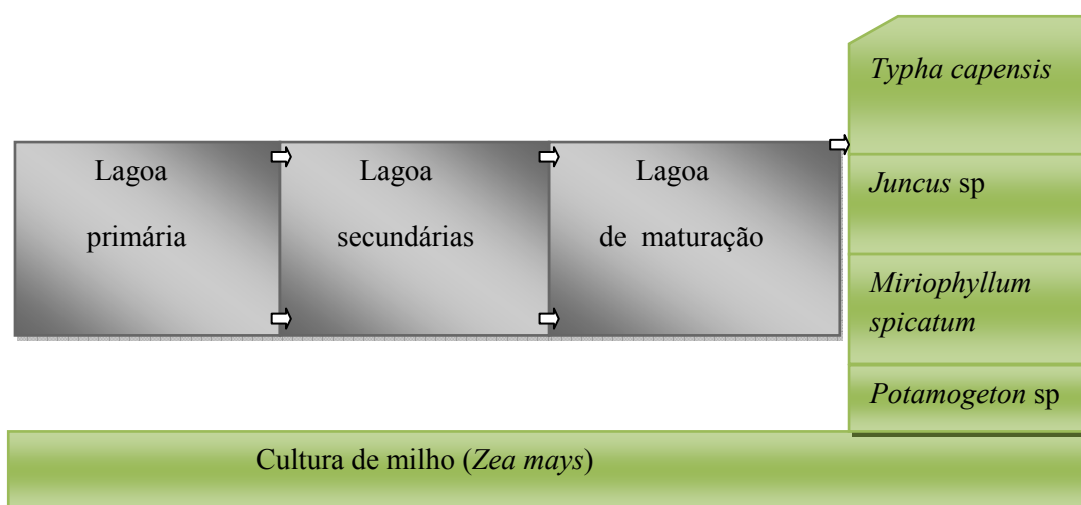 Lagoa
primária
Lagoa
secundárias
Lagoa
de maturação
Typha capensis
Juncus sp
Miriophyllum
spicatum
Potamogeton sp
Cultura de milho (Zea mays)